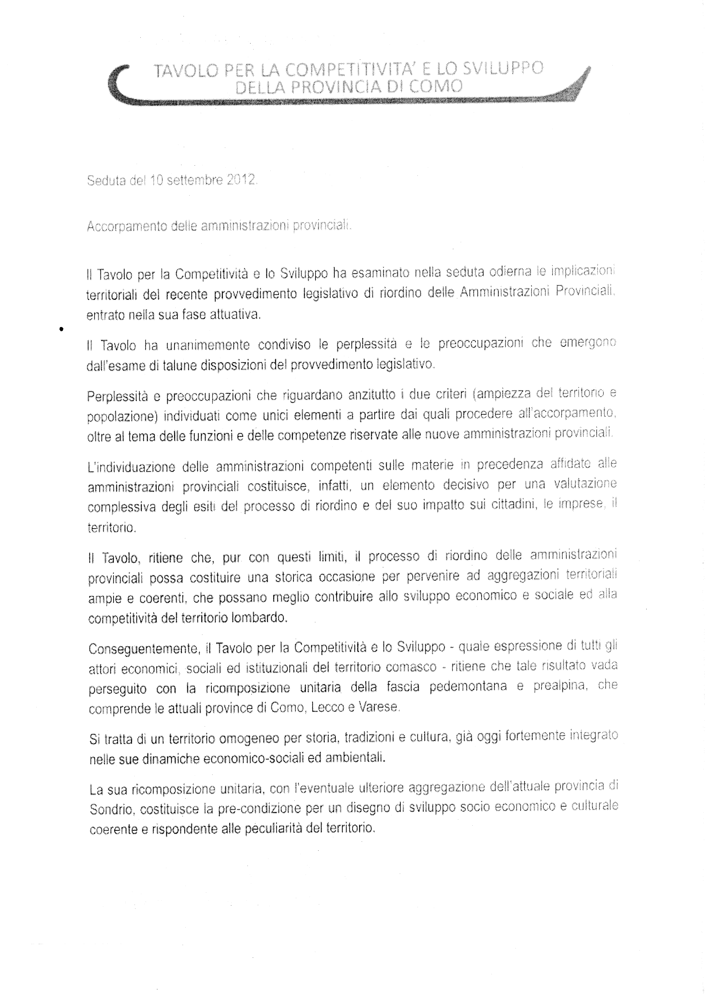 TAVOLO PER LA COMPETITIVITA' E LO SVILUPPO
DELLA PROVINCIA DI COMO
Seduta del 10 settembre 2012.
Accorpamento delle amministrazioni provinciali.
Il Tavolo per la Competitività e lo Sviluppo ha esaminato nella seduta odierna le implicazioni
territoriali del recente provvedimento legislativo di riordino delle Amministrazioni Provinciali,
entrato nella sua fase attuativa.
Il Tavolo ha unanimemente condiviso le perplessità e le preoccupazioni che emergono
dall'esame di talune disposizioni del provvedimento legislativo.
Perplessità e preoccupazioni che riguardano anzitutto i due criteri (ampiezza del territorio e
popolazione) individuati come unici elementi a partire dai quali procedere all'accorpamento,
oltre al tema delle funzioni e delle competenze riservate alle nuove amministrazioni provinciali.
L'individuazione delle amministrazioni competenti sulle materie in precedenza affidate alle
amministrazioni provinciali costituisce, infatti, un elemento decisivo per una valutazione
complessiva degli esiti del processo di riordino e del suo impatto sui cittadini, le imprese, il
territorio.
Il Tavolo, ritiene che, pur con questi limiti, il processo di riordino delle amministrazioni
provinciali possa costituire una storica occasione per pervenire ad aggregazioni territoriali
ampie e coerenti, che possano meglio contribuire allo sviluppo economico e sociale ed alla
competitività del territorio lombardo.
Conseguentemente, il Tavolo per la Competitività e lo Sviluppo - quale espressione di tutti gli
attori economici, sociali ed istituzionali del territorio comasco - ritiene che tale risultato vada
perseguito con la ricomposizione unitaria della fascia pedemontana e prealpina, che
comprende le attuali province di Como, Lecco e Varese.
Si tratta di un territorio omogeneo per storia, tradizioni e cultura, già oggi fortemente integrato
nelle sue dinamiche economico-sociali ed ambientali.
La sua ricomposizione unitaria, con l'eventuale ulteriore aggregazione dell'attuale provincia di
Sondrio, costituisce la pre-condizione per un disegno di sviluppo socio economico e culturale
coerente e rispondente alle peculiarità del territorio.